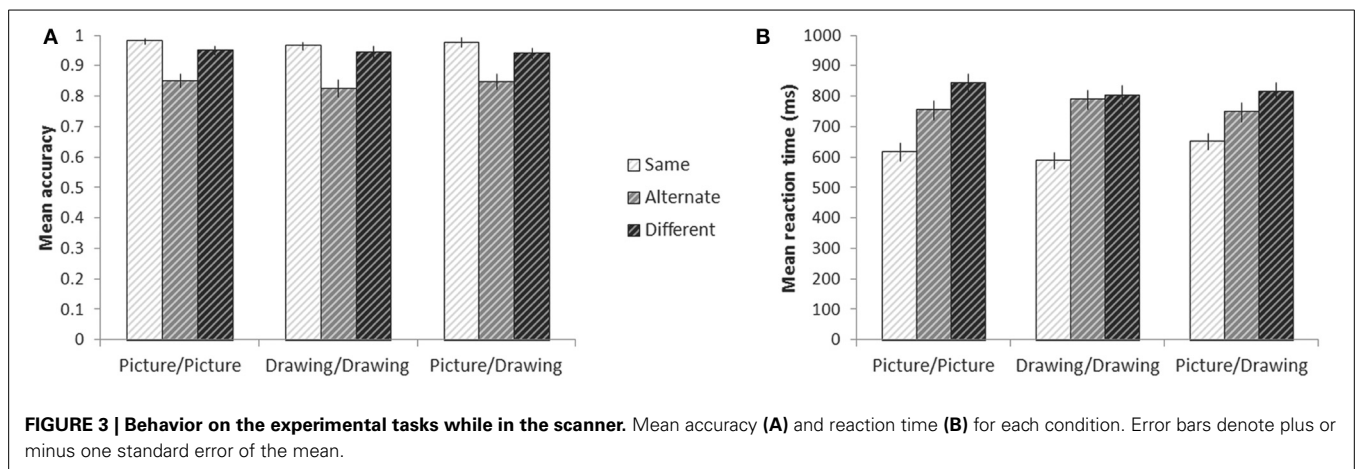 A
Mean accuracy
1
0.9
0.8
0.7
0.6
0.5
0.4
0.3
0.2
0.1
0
Picture/Picture Drawing/Drawing Picture/Drawing
Same
Alternate
Different
B
Mean reaction time (ms)
1000
900
800
700
600
500
400
300
200
100
0
Picture/Picture Drawing/Drawing Picture/Drawing
FIGURE 3 | Behavior on the experimental tasks while in the scanner. Mean accuracy (A) and reaction time (B) for each condition. Error bars denote plus or
minus one standard error of the mean.